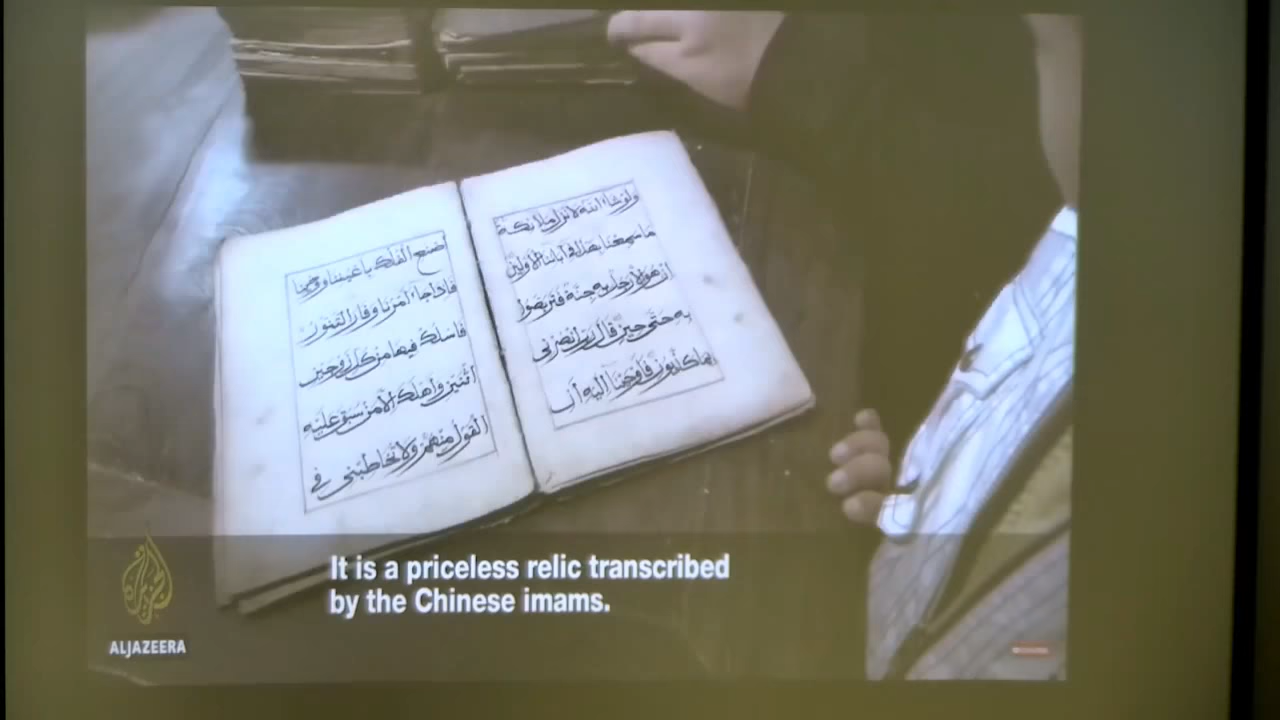 ولو شاء الله لانزل ملائكة
ما سمعنا بهذا في آبائنا الاولين
ان هو الا رجل به جنة فتربصوا
به حتى حين قال رب انصرني
بما كذبون فاوحينا اليه ان
اصنع الفلك باعيننا ووحينا
فاذا جاء امرنا وفار التنور
فاسلك فيها من كل زوجين
اثنين واهلك الا من سبق عليه
القول منهم ولا تخاطبني في
It is a priceless relic transcribed
by the Chinese imams.
الجزيرة
ALJAZEERA